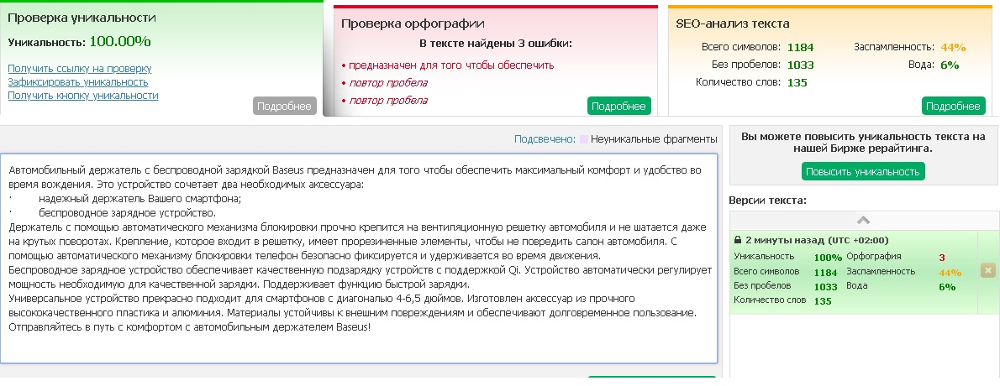 Проверка уникальности
Уникальность: 100.00%
Получить ссылку на проверку
Зафиксировать уникальность
Получить кнопку уникальности
Подробнее
Проверка орфографии
В тексте найдены 3 ошибки:
• предназначен для того чтобы обеспечить
• повтор пробела
• повтор пробела
Подробнее
SEO-анализ текста
Всего символов: 1184 Заспамленность: 44%
Без пробелов: 1033 Вода: 6%
Количество слов: 135
Подробнее
Подсвечено: Неуникальные фрагменты
Автомобильный держатель с беспроводной зарядкой Baseus предназначен для того чтобы обеспечить максимальный комфорт и удобство во
время вождения. Это устройство сочетает два необходимых аксессуара:
· надежный держатель Вашего смартфона;
· беспроводное зарядное устройство.
Держатель с помощью автоматического механизма блокировки прочно крепится на вентиляционную решетку автомобиля и не шатается даже
на крутых поворотах. Крепление, которое входит в решетку, имеет прорезиненные элементы, чтобы не повредить салон автомобиля. С
помощью автоматического механизму блокировки телефон безопасно фиксируется и удерживается во время движения.
Беспроводное зарядное устройство обеспечивает качественную подзарядку устройств с поддержкой Qi. Устройство автоматически регулирует
мощность необходимую для качественной зарядки. Поддерживает функцию быстрой зарядки.
Универсальное устройство прекрасно подходит для смартфонов с диагональю 4-6,5 дюймов. Изготовлен аксессуар из прочного
высококачественного пластика и алюминия. Материалы устойчивы к внешним повреждениям и обеспечивают долговременное пользование.
Отправляйтесь в путь с комфортом с автомобильным держателем Baseus!
Вы можете повысить уникальность текста на
нашей Бирже рерайтинга.
Повысить уникальность
Версии текста:
2 минуты назад (UTC +02:00)
Уникальность 100% Орфография 3
Всего символов 1184 Заспамленность 44%
Без пробелов 1033 Вода 6%
Количество слов 135